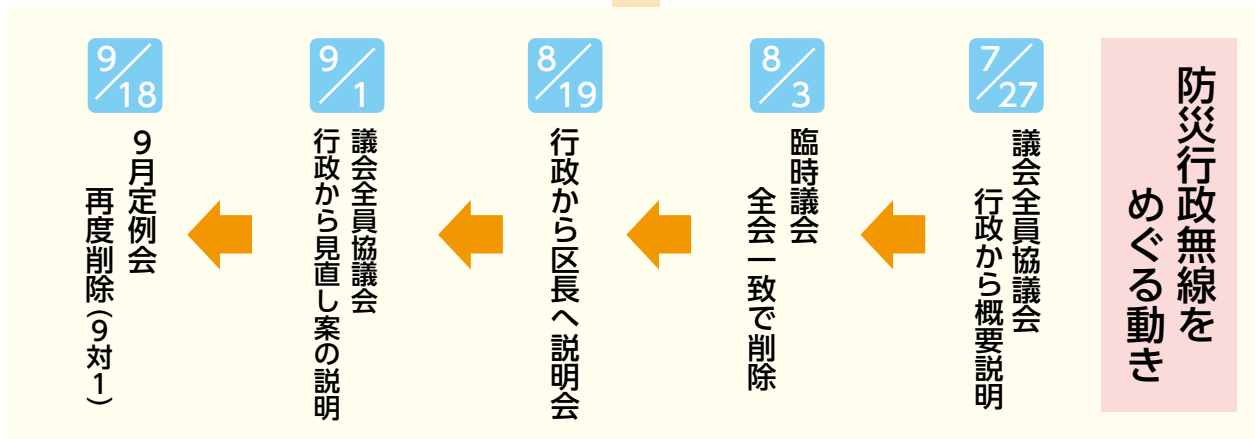 防災行政無線を
めぐる動き
7/27
議会全員協議会
行政から概要説明
8/3
臨時議会
全会一致で削除
8/19
行政から区長へ説明会
9/1
議会全員協議会
行政から見直し案の説明
9/18
9月定例会
再度削除(9対1)